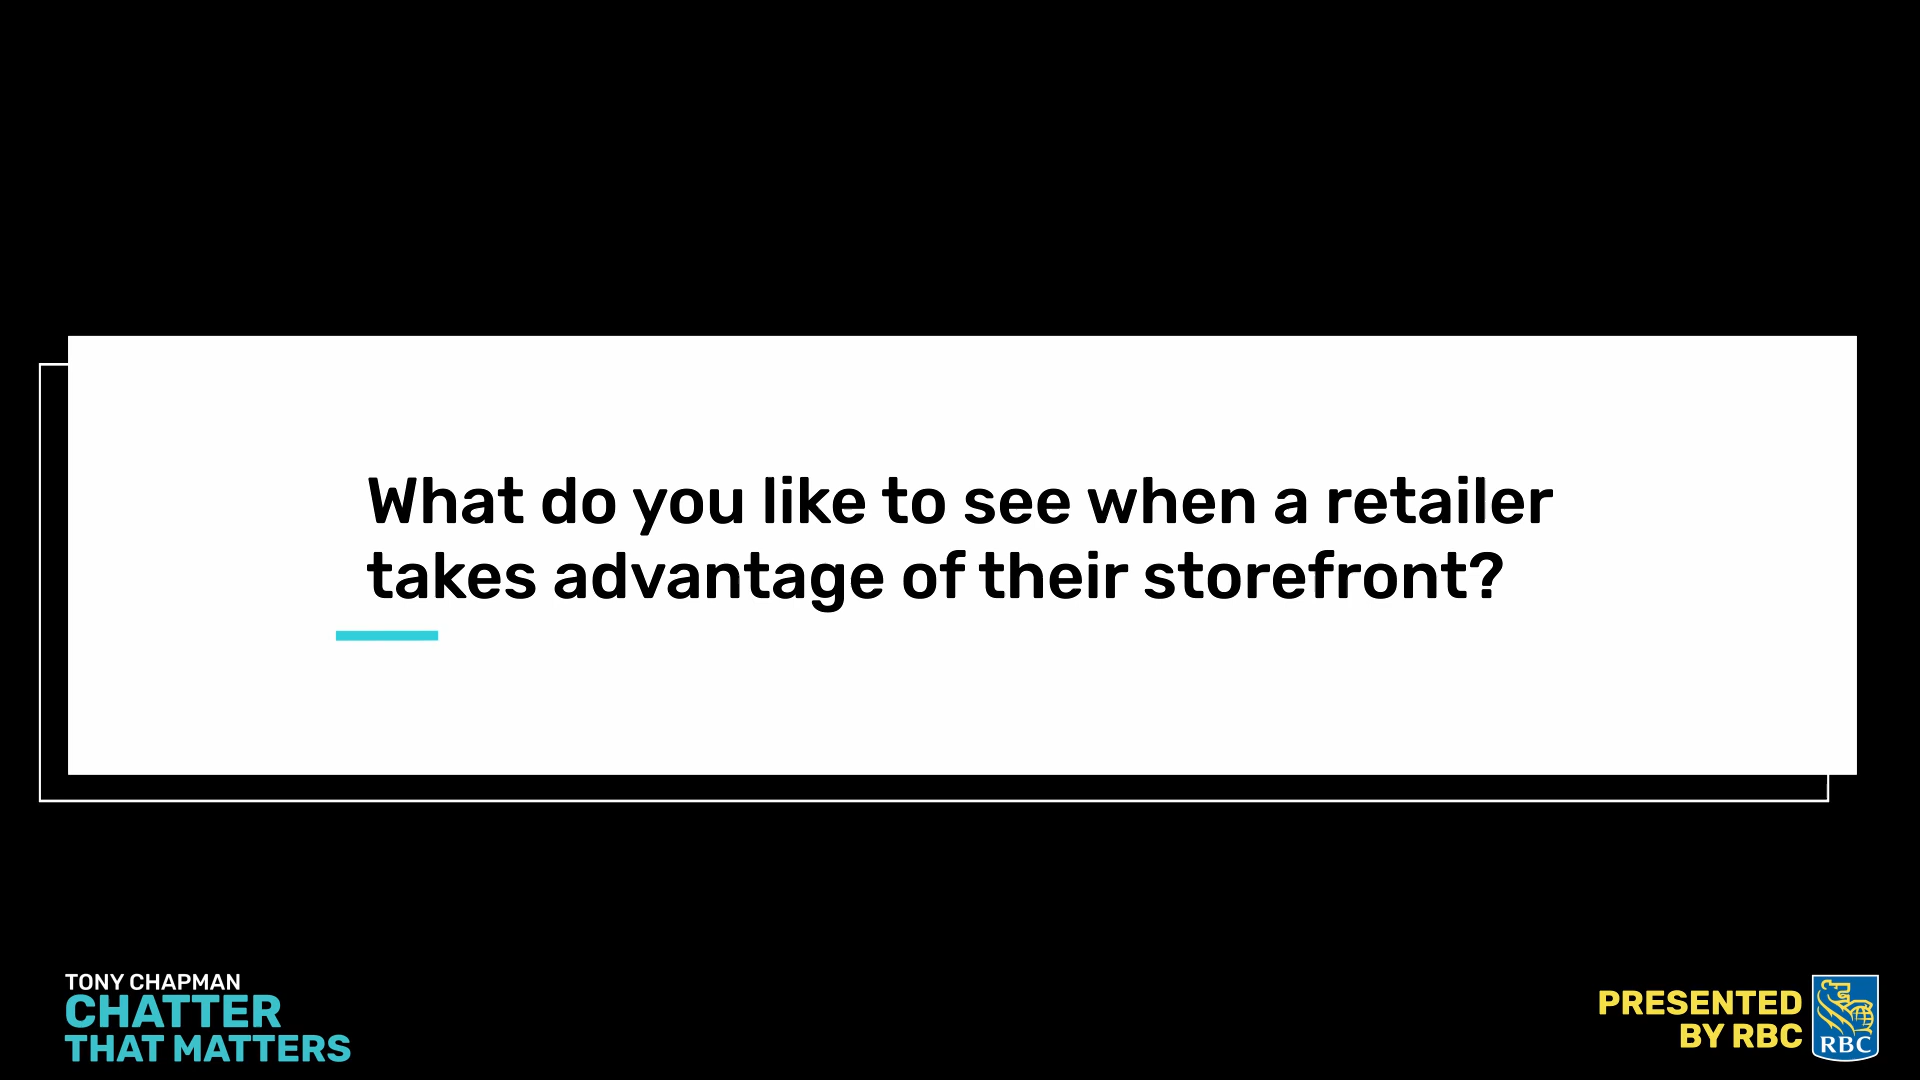 What do you like to see when a retailer
takes advantage of their storefront?
TONY CHAPMAN
CHATTER
THAT MATTERS
PRESENTED
BY RBC
RBC